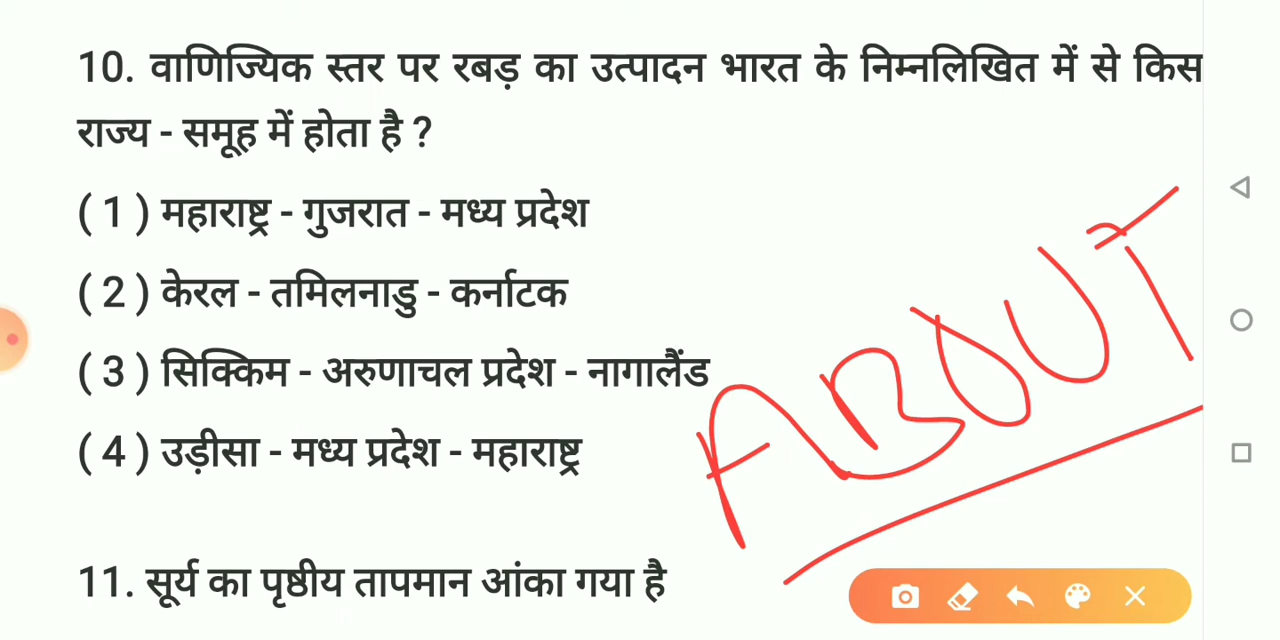 10. वाणिज्यिक स्तर पर रबड़ का उत्पादन भारत के निम्नलिखित में से किस
राज्य - समूह में होता है ?
( 1 ) महाराष्ट्र - गुजरात - मध्य प्रदेश
( 2 ) केरल - तमिलनाडु - कर्नाटक
( 3 ) सिक्किम - अरुणाचल प्रदेश - नागालैंड
( 4 ) उड़ीसा - मध्य प्रदेश - महाराष्ट्र
ABOUT
11. सूर्य का पृष्ठीय तापमान आंका गया है